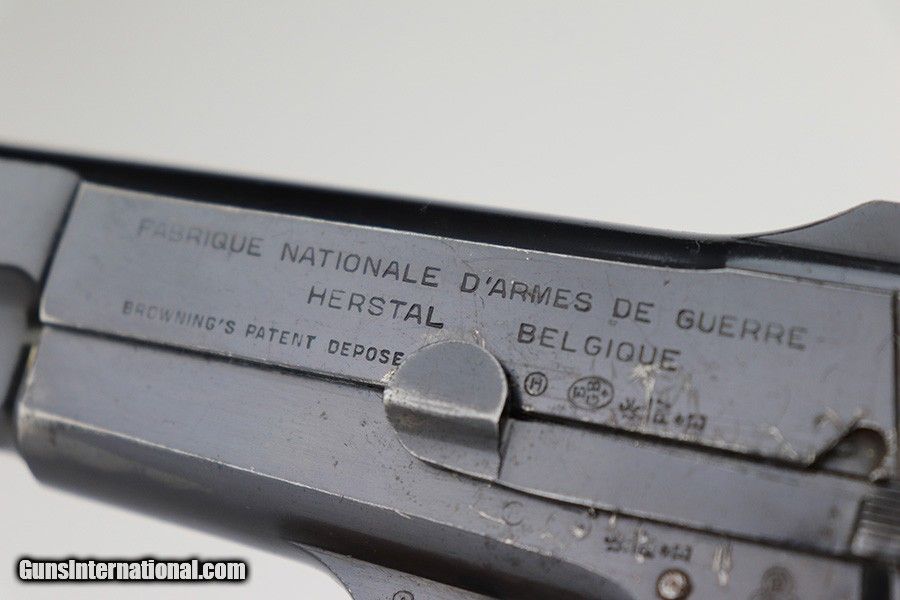 FABRIQUE NATIONALE D'ARMES DE GUERRE
HERSTAL BELGIQUE
BROWNING'S PATENT DEPOSE
H
GunsInternational.com